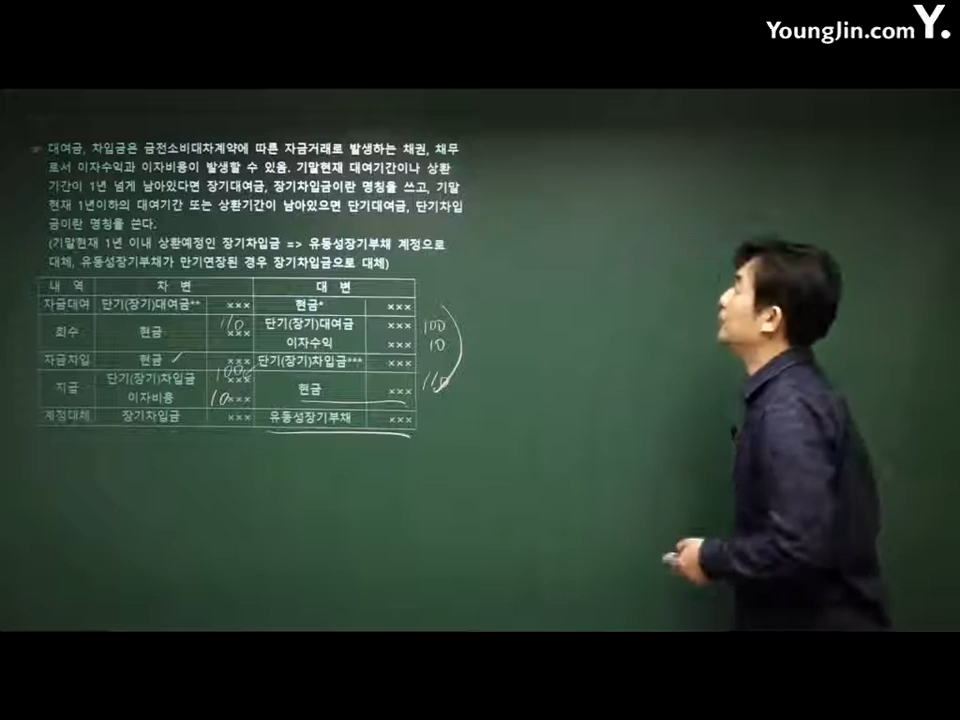 YoungJin.com Y.
대여금, 차입금은 금전소비대차계약에 따른 자금거래로 발생하는 채권, 채무
로서 이자수익과 이자비용이 발생할 수 있음. 기말현재 대여기간이나 상환
기간이 1년 넘게 남아있다면 장기대여금, 장기차입금이란 명칭을 쓰고, 기말
현재 1년이하의 대여기간 또는 상환기간이 남아있으면 단기대여금, 단기차입
금이란 명칭을 쓴다.
(기말현재 1년 이내 상환예정인 장기차입금 => 유동성장기부채 계정으로
대체, 유동성장기부채가 만기연장된 경우 장기차입금으로 대체)
내 역 차 변 대 변
자금대여 단기(장기)대여금** ××× 현금* ×××
회수 현금 110 ××× 단기(장기)대여금 ××× 100
이자수익 ××× 10
자금차입 현금 ✓ ××× 단기(장기)차입금*** ×××
지급 단기(장기)차입금 ××× 현금 ××× 110
이자비용 10 ×××
계정대체 장기차입금 ××× 유동성장기부채 ×××